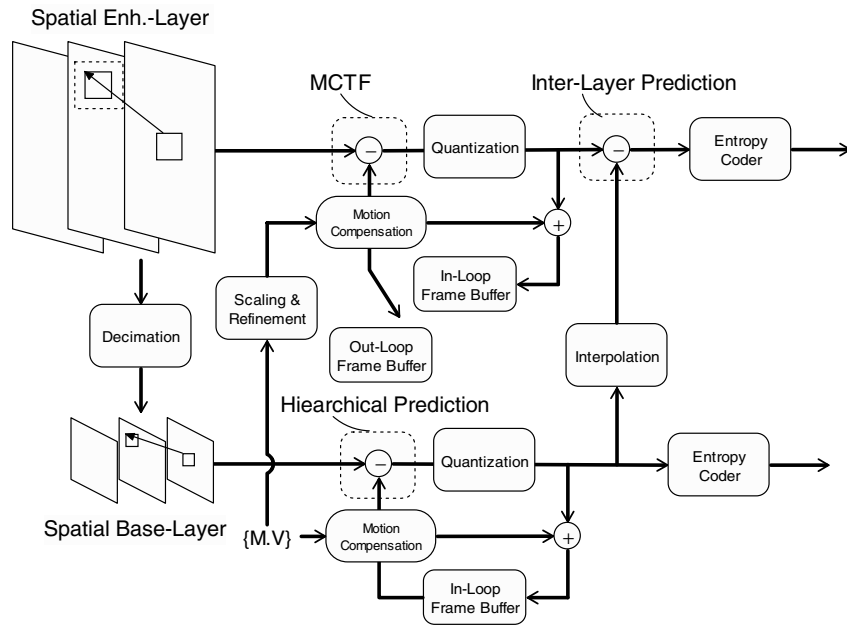 Spatial Enh.-Layer
MCTF
Inter-Layer Prediction
−
Quantization
−
Entropy
Coder
Motion
Compensation
+
Scaling &
Refinement
In-Loop
Frame Buffer
Decimation
Out-Loop
Frame Buffer
Interpolation
Hiearchical Prediction
−
Quantization
Entropy
Coder
Spatial Base-Layer
{M.V}
Motion
Compensation
+
In-Loop
Frame Buffer